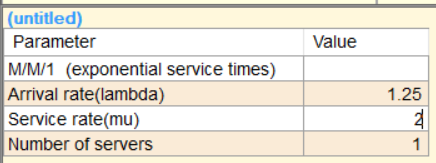 (untitled)
Parameter Value
M/M/1 (exponential service times)
Arrival rate(lambda) 1.25
Service rate(mu) 2
Number of servers 1